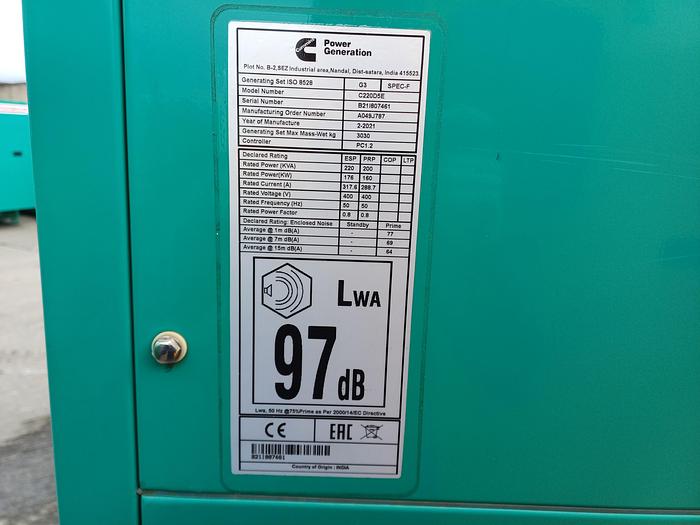 Power
Generation
Plot No. B-2,SEZ Industrial area,Nandal, Dist-satara, India 415523
Generating Set ISO 8528 G3 SPEC-F
Model Number C220D5E
Serial Number B21I807461
Manufacturing Order Number A049J787
Year of Manufacture 2-2021
Generating Set Max Mass-Wet kg 3030
Controller PC1.2
Declared Rating ESP PRP COP LTP
Rated Power (KVA) 220 200
Rated Power(KW) 176 160
Rated Current (A) 317.6 288.7
Rated Voltage (V) 400 400
Rated Frequency (Hz) 50 50
Rated Power Factor 0.8 0.8
Declared Rating: Enclosed Noise Standby Prime
Average @ 1m dB(A) - 77
Average @ 7m dB(A) - 69
Average @ 15m dB(A) - 64
LWA
97 dB
Lwa, 50 Hz @75%Prime as Per 2000/14/EC Directive
CE EAC
B21I807461
Country of Origin : INDIA